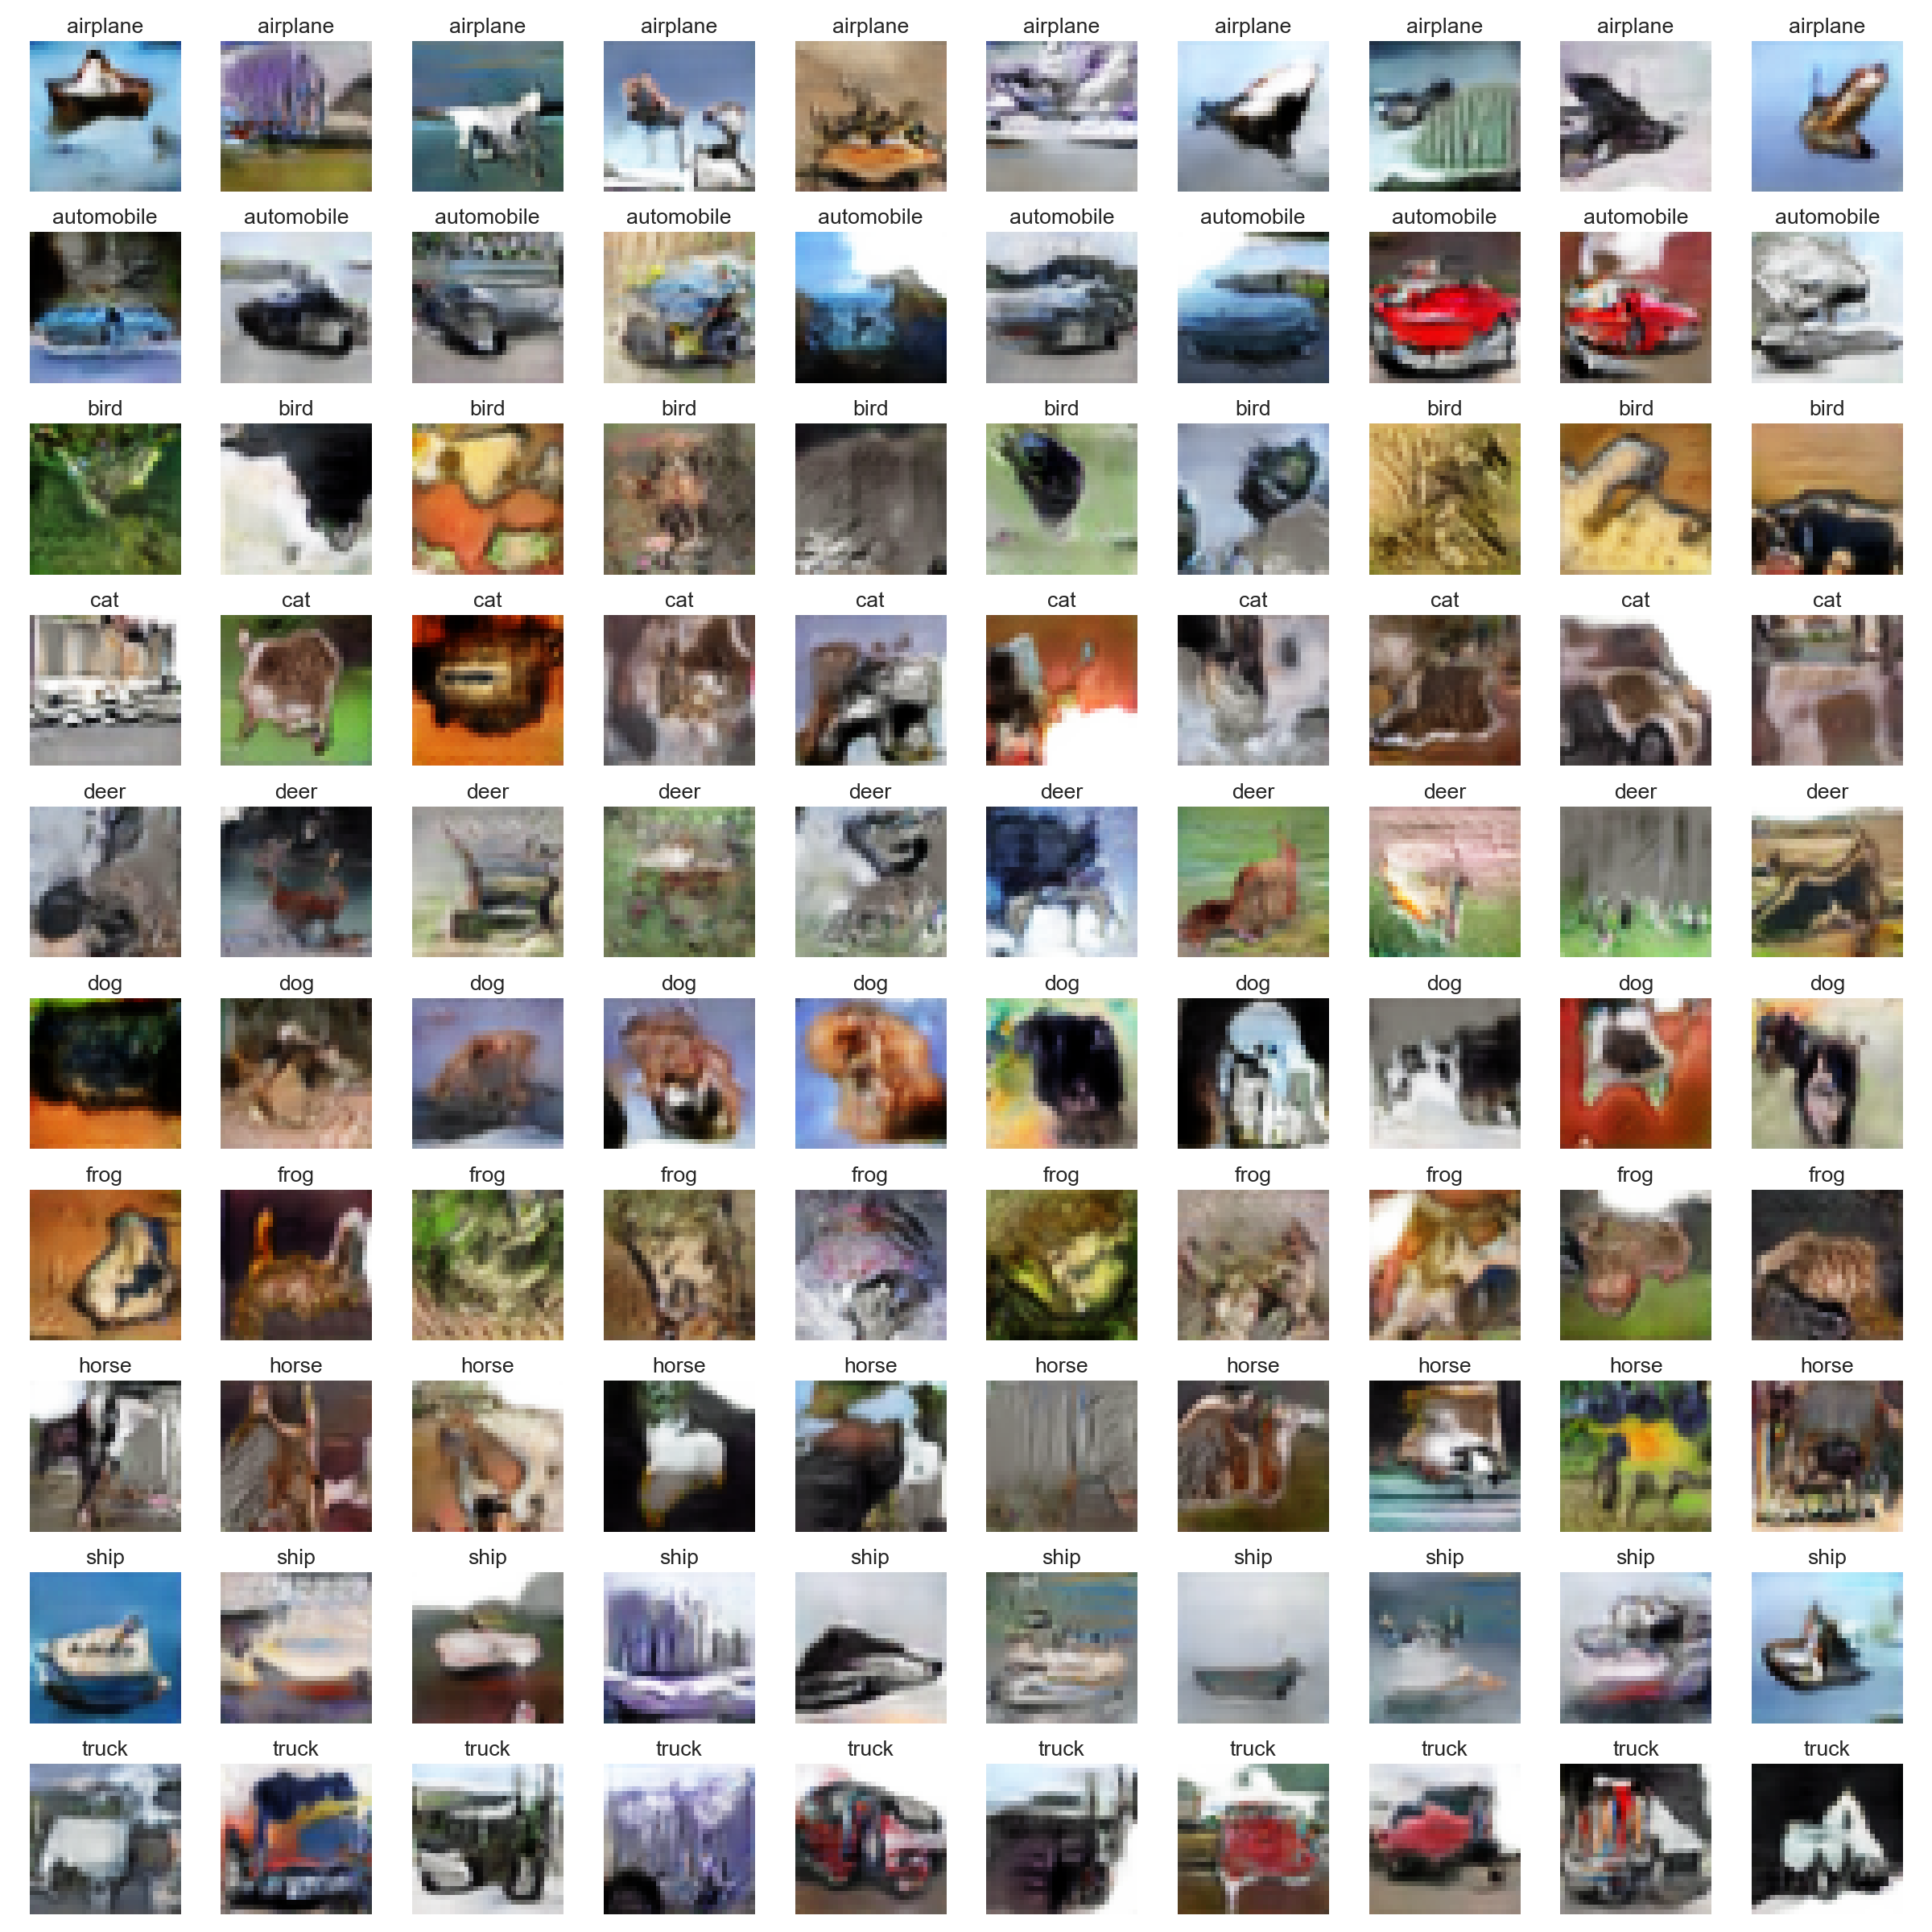 airplane airplane airplane airplane airplane airplane airplane airplane airplane airplane
automobile automobile automobile automobile automobile automobile automobile automobile automobile automobile
bird bird bird bird bird bird bird bird bird bird
cat cat cat cat cat cat cat cat cat cat
deer deer deer deer deer deer deer deer deer deer
dog dog dog dog dog dog dog dog dog dog
frog frog frog frog frog frog frog frog frog frog
horse horse horse horse horse horse horse horse horse horse
ship ship ship ship ship ship ship ship ship ship
truck truck truck truck truck truck truck truck truck truck